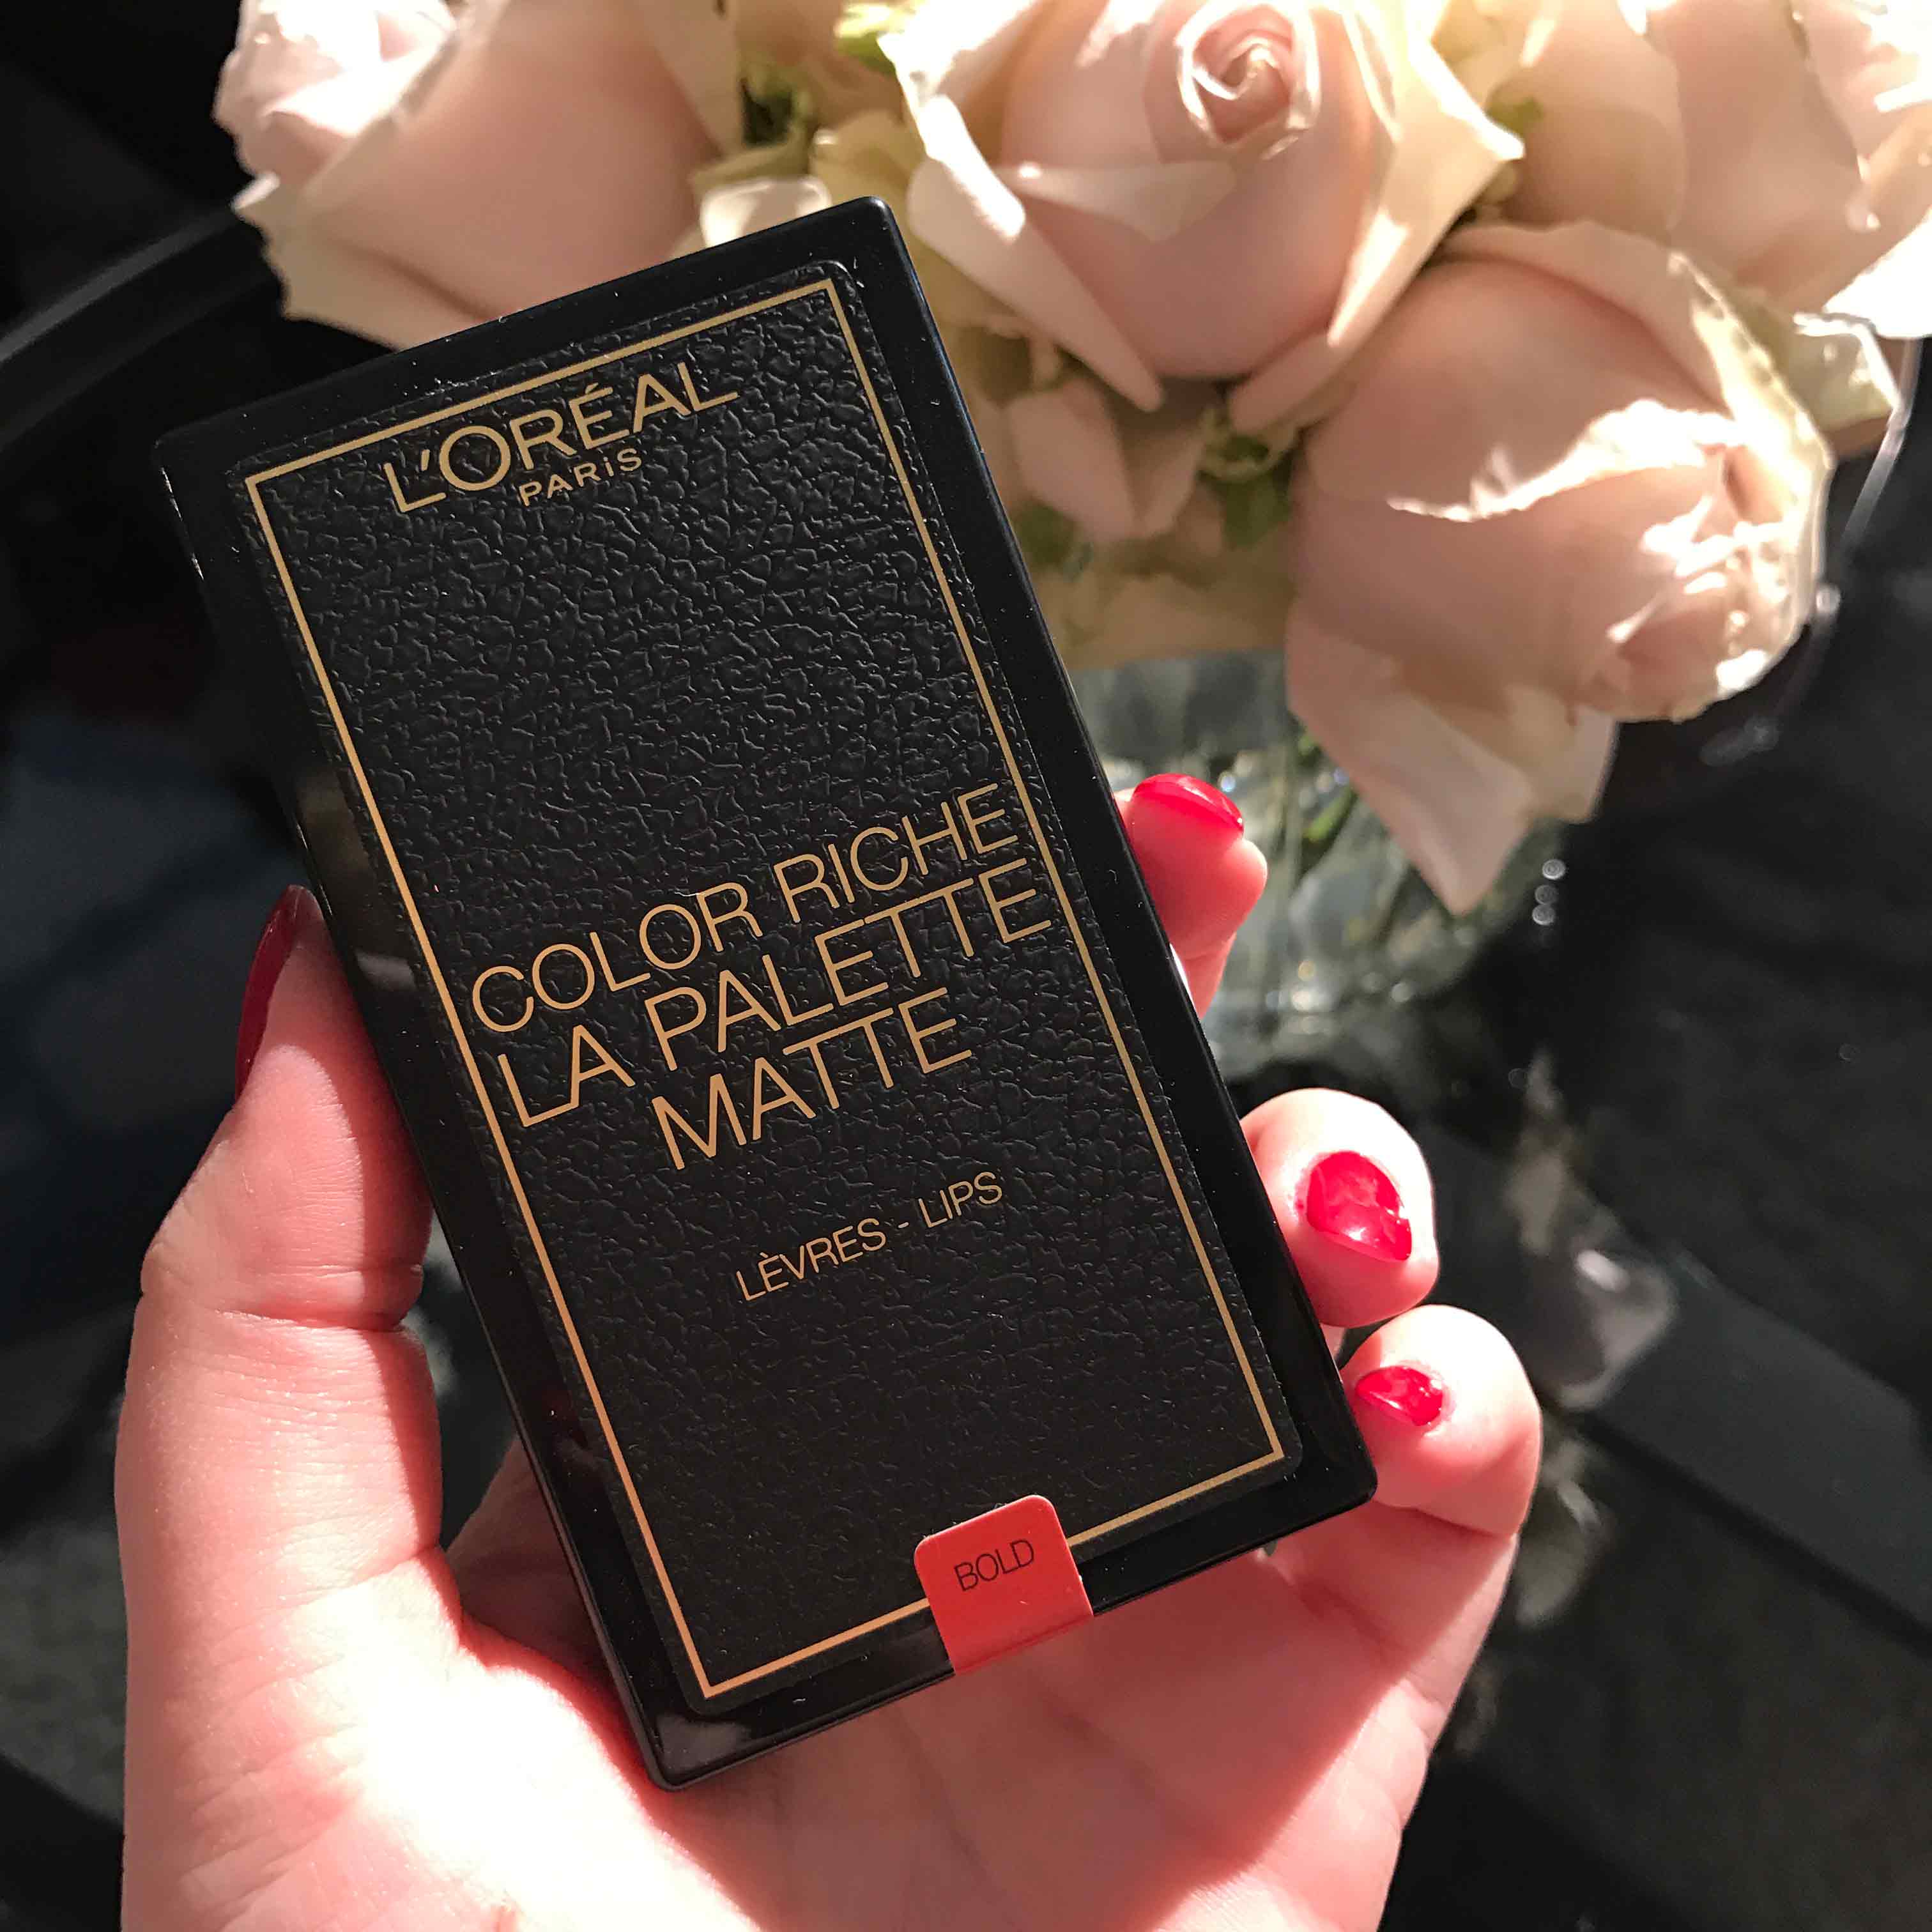 L'ORÉAL
PARiS
COLOR RICHE
LA PALETTE
MATTE
LÈVRES - LIPS
BOLD